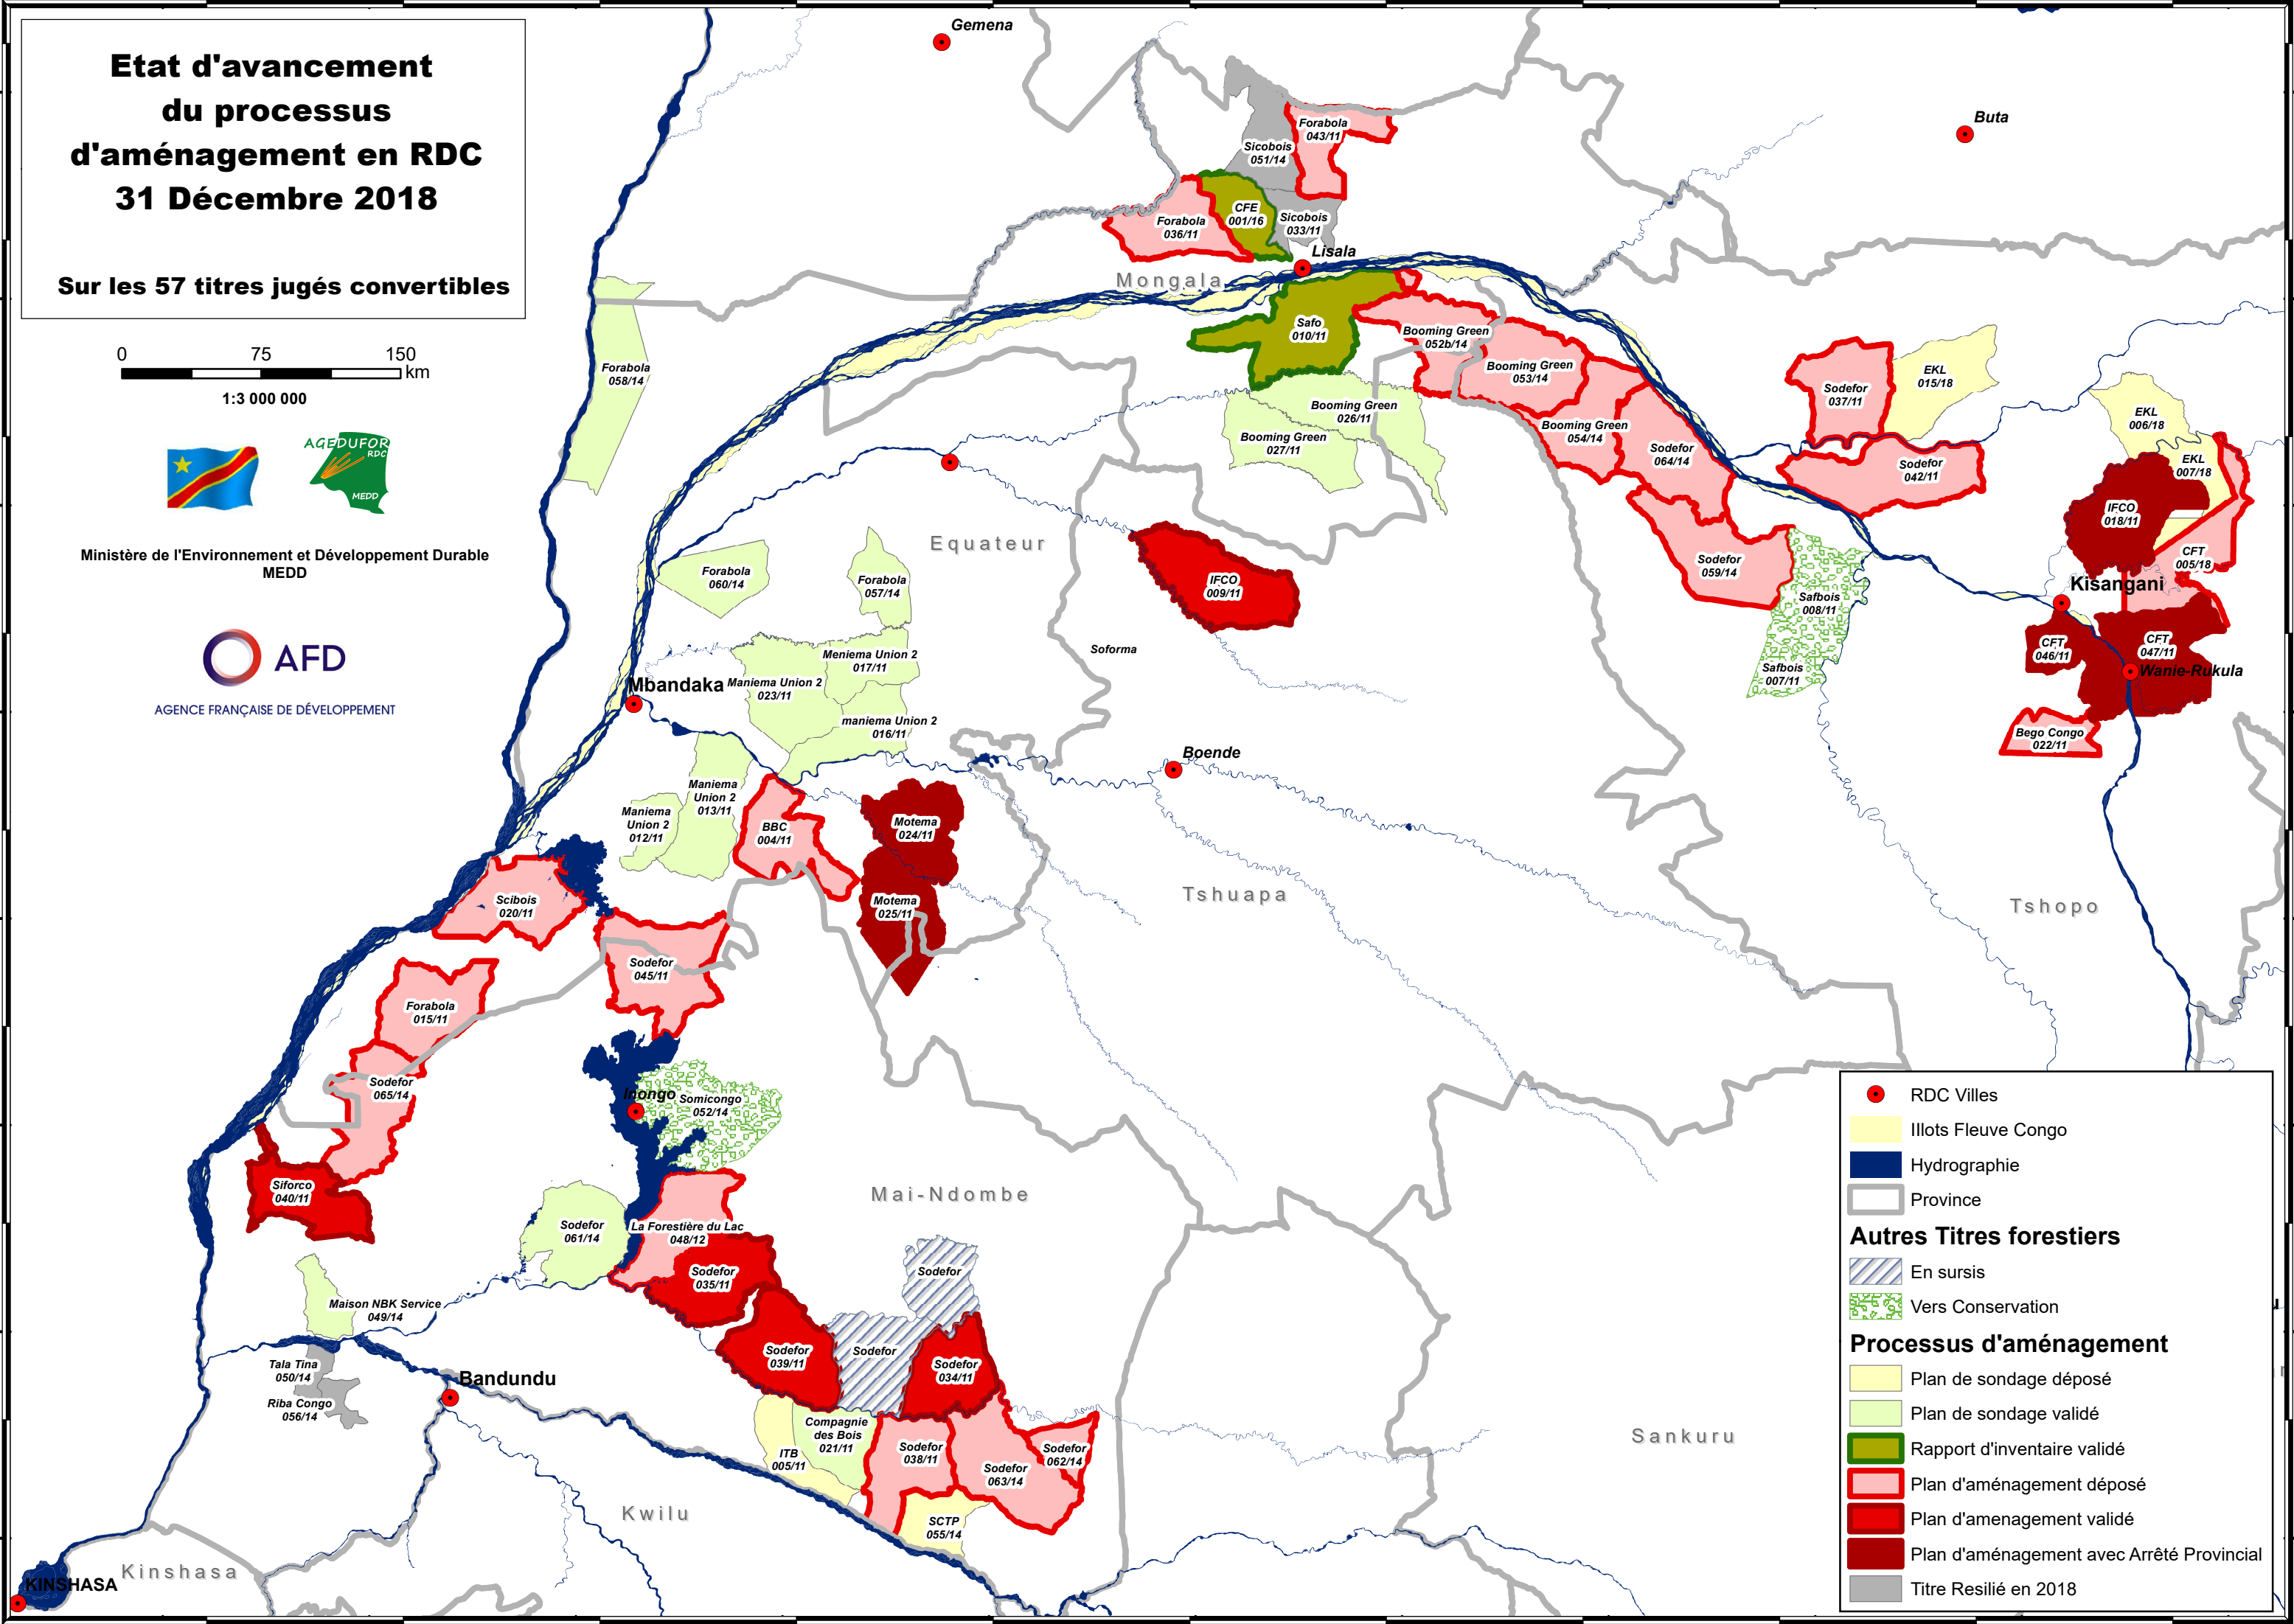 Etat d'avancement
du processus
d'aménagement en RDC
31 Décembre 2018
Sur les 57 titres jugés convertibles
0 75 150
km
1:3 000 000
AGEDUFOR
RDC
MEDD
Ministère de l'Environnement et Développement Durable
MEDD
AFD
AGENCE FRANÇAISE DE DÉVELOPPEMENT
Gemena
Buta
Forabola
043/11
Sicobois
051/14
CFE
001/16
Sicobois
033/11
Forabola
036/11
Lisala
Mongala
Safo
010/11
Booming Green
052b/14
Booming Green
053/14
Booming Green
054/14
Booming Green
026/11
Booming Green
027/11
Forabola
058/14
Sodefor
037/11
EKL
015/18
EKL
006/18
EKL
007/18
Sodefor
064/14
Sodefor
042/11
IFCO
018/11
CFT
005/18
Sodefor
059/14
Equateur
IFCO
009/11
Forabola
060/14
Forabola
057/14
Safbois
008/11
Safbois
007/11
Kisangani
CFT
046/11
CFT
047/11
Wanie-Rukula
Bego Congo
022/11
Soforma
Meniema Union 2
017/11
Maniema Union 2
023/11
maniema Union 2
016/11
Mbandaka
Boende
Maniema
Union 2
013/11
Maniema
Union 2
012/11
BBC
004/11
Motema
024/11
Motema
025/11
Tshuapa
Tshopo
Scibois
020/11
Sodefor
045/11
Forabola
015/11
Sodefor
065/14
Inongo
Somicongo
052/14
Siforco
040/11
Mai-Ndombe
Sodefor
061/14
La Forestière du Lac
048/12
Sodefor
035/11
Sodefor
Maison NBK Service
049/14
Sodefor
039/11
Sodefor
Sodefor
034/11
Tala Tina
050/14
Riba Congo
056/14
Bandundu
Compagnie
des Bois
021/11
ITB
005/11
Sodefor
038/11
Sodefor
063/14
Sodefor
062/14
SCTP
055/14
Sankuru
Kwilu
Kinshasa
KINSHASA
RDC Villes
Illots Fleuve Congo
Hydrographie
Province
Autres Titres forestiers
En sursis
Vers Conservation
Processus d'aménagement
Plan de sondage déposé
Plan de sondage validé
Rapport d'inventaire validé
Plan d'aménagement déposé
Plan d'amenagement validé
Plan d'aménagement avec Arrêté Provincial
Titre Resilié en 2018